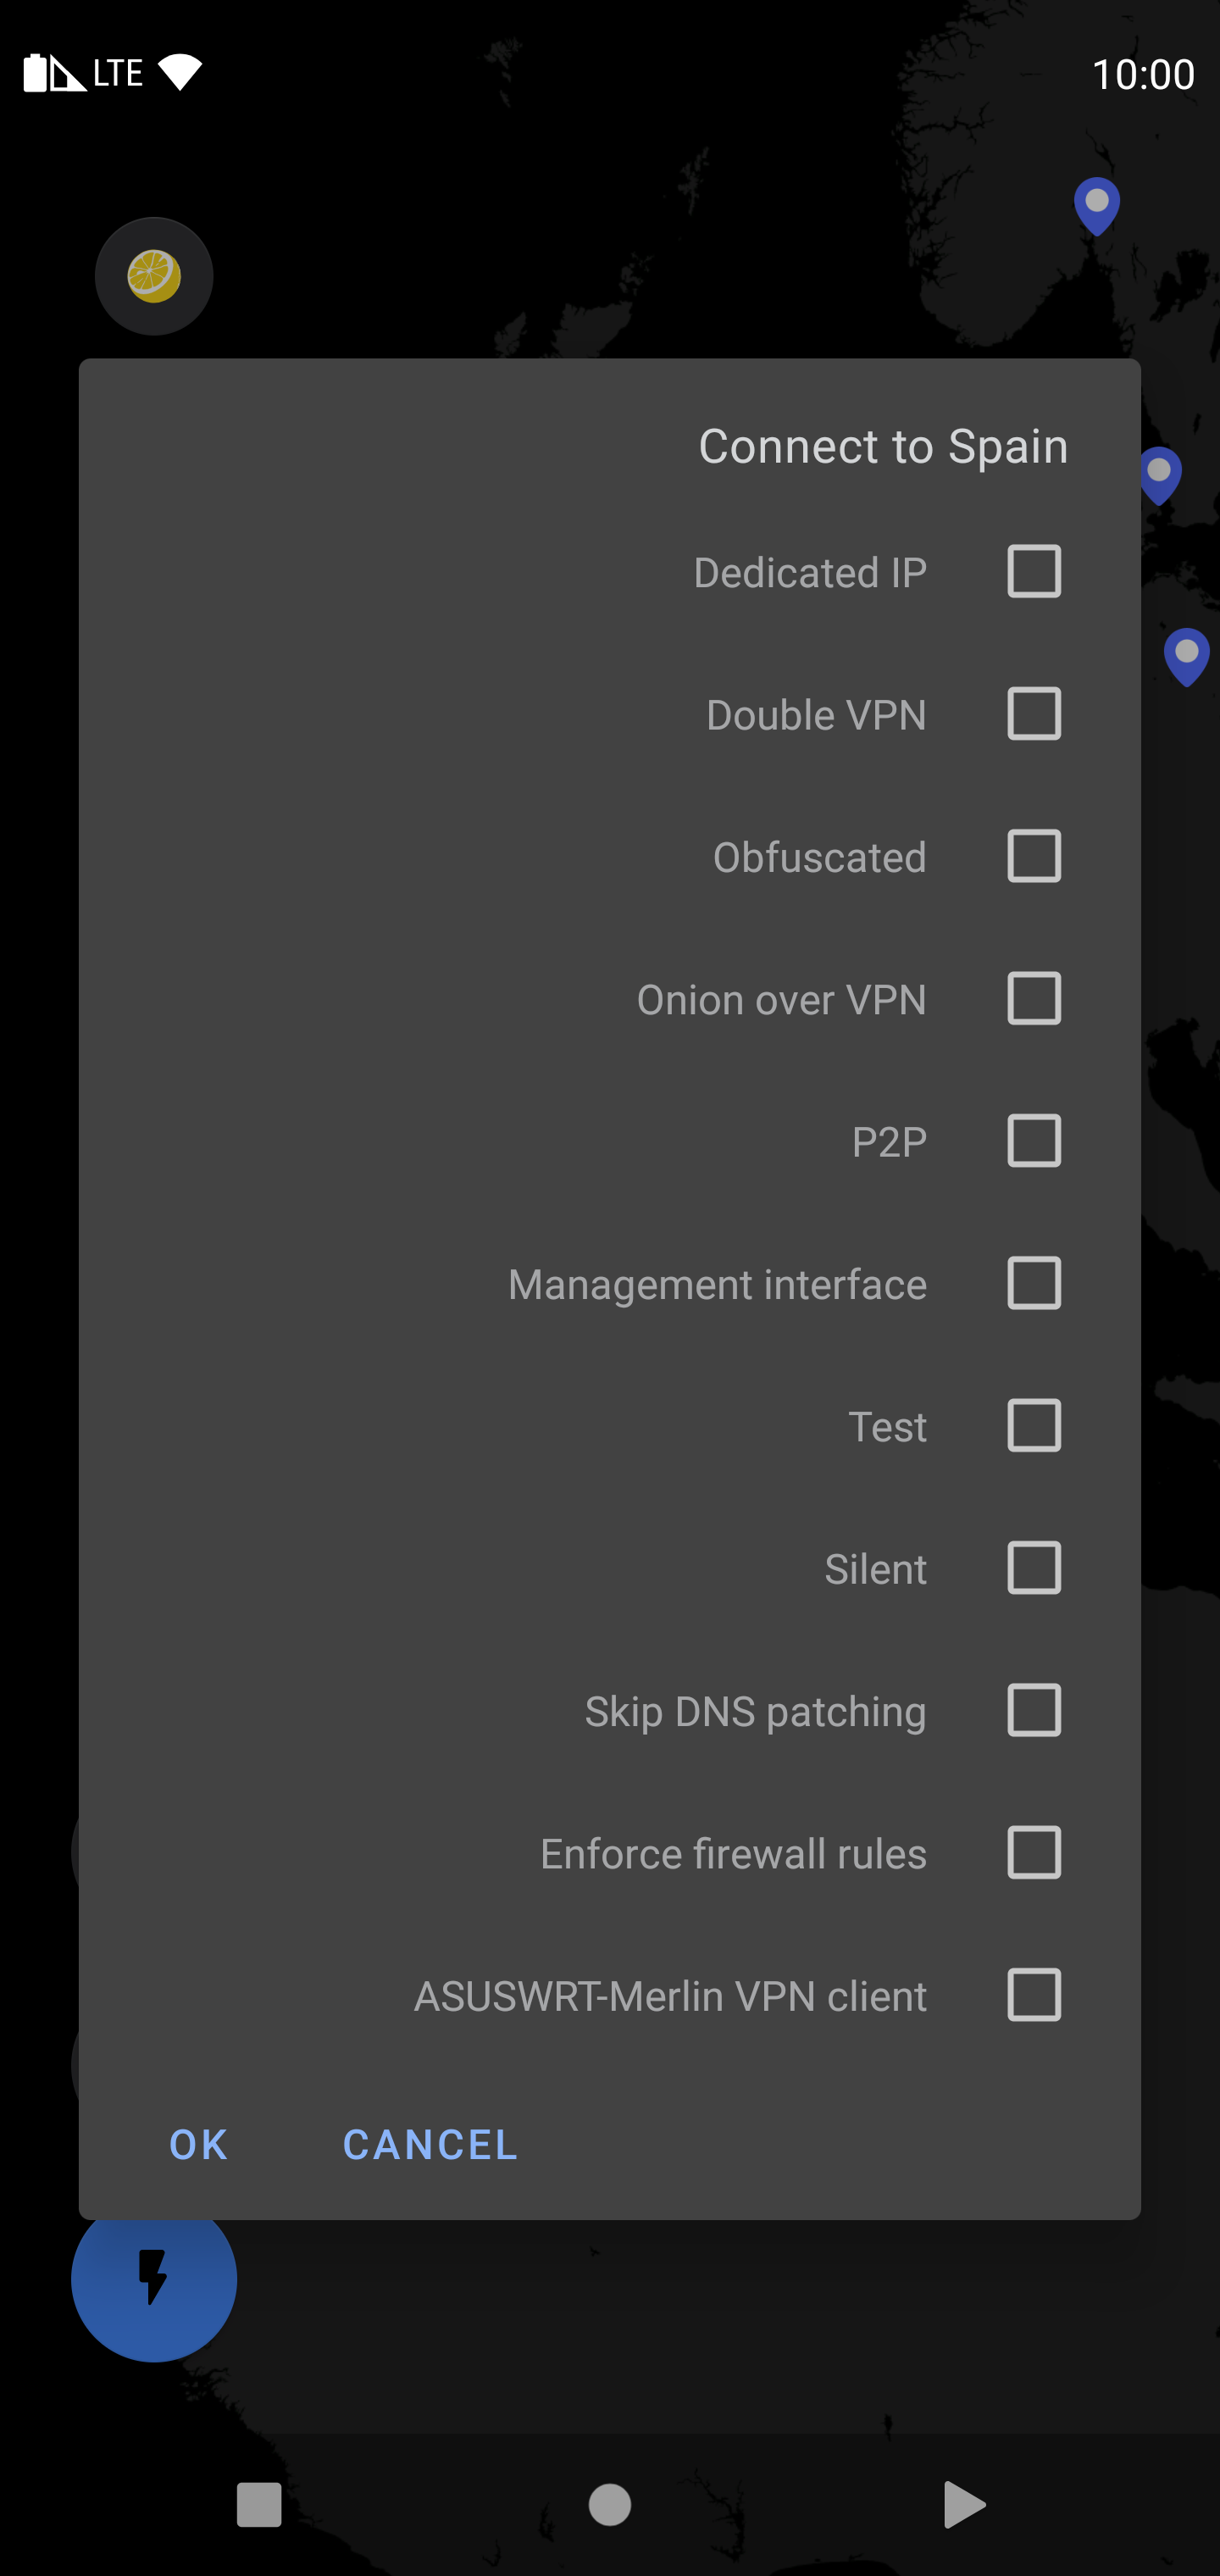 LTE
10:00
Connect to Spain
Dedicated IP
Double VPN
Obfuscated
Onion over VPN
P2P
Management interface
Test
Silent
Skip DNS patching
Enforce firewall rules
ASUSWRT-Merlin VPN client
OK
CANCEL